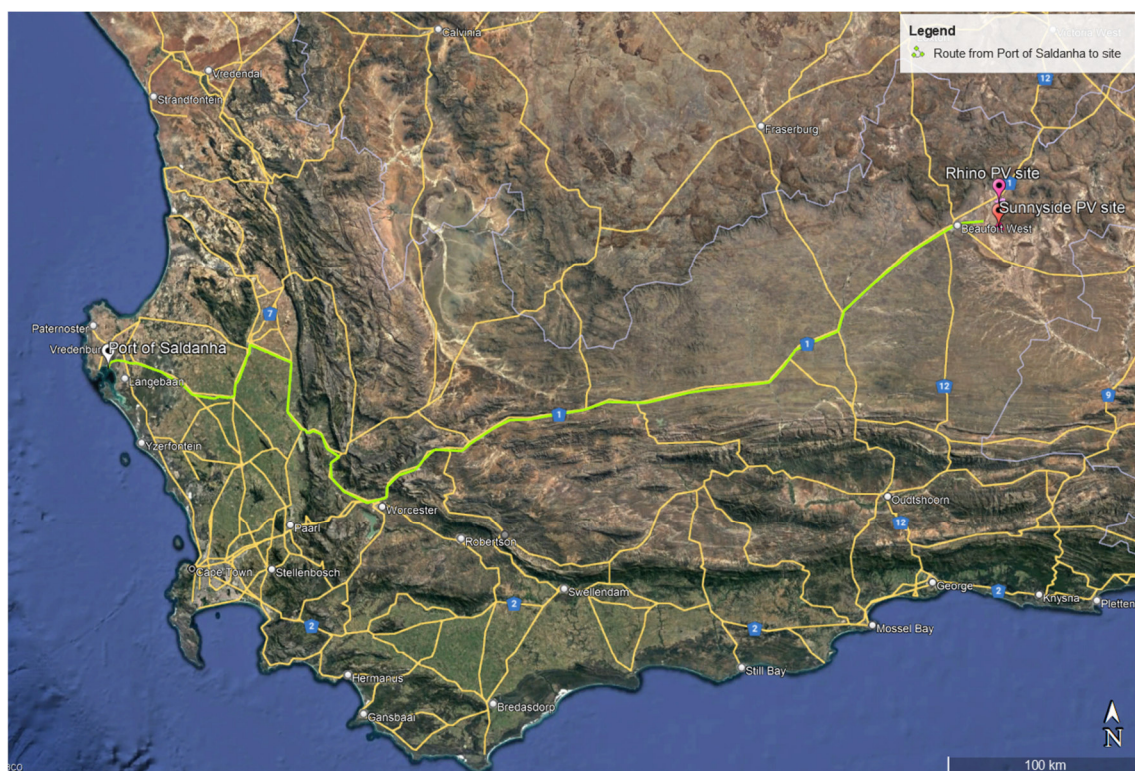 Legend
Route from Port of Saldanha to site
Calvinia
Vredenda
Strandfontein
12
Fraserburg
Rhino PV site
1
Sunnyside PV site
Beaufort West
7
Paternoster
Vredenbur
Port of Saldanha
Langebaan
1
12
9
1
Yzerfontein
Oudtshoorn
Worcester
12
Paarl
Robertson
Cape Town
Stellenbosch
Swellendam
George
2
Knysna
Pletten
2
2
2
Mossel Bay
Still Bay
Hermanus
Bredasdorp
Gansbaai
N
100 km